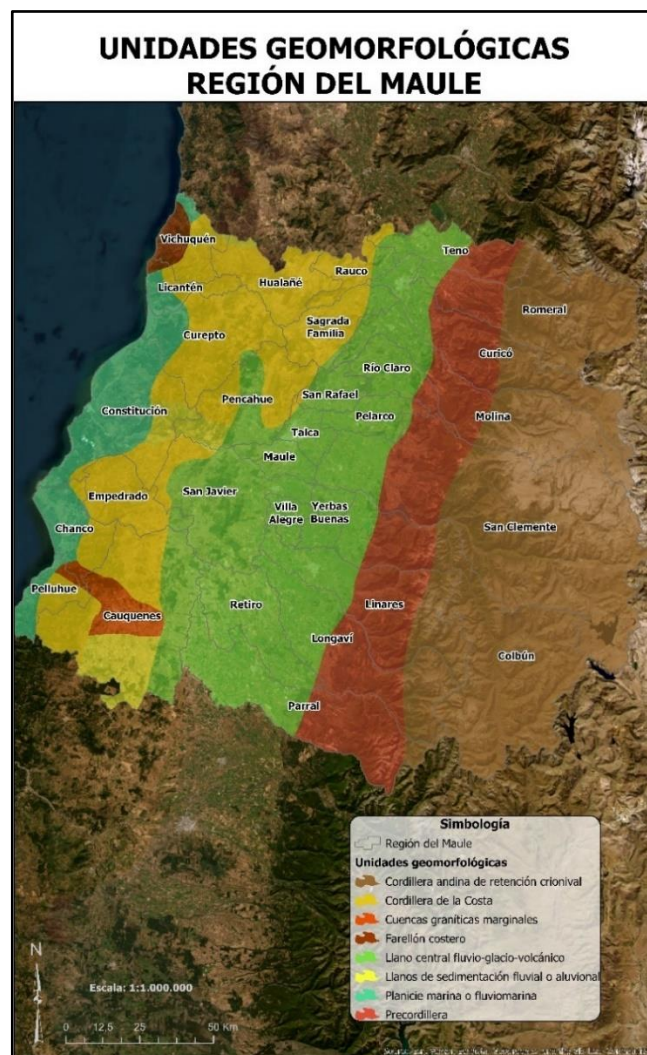 UNIDADES GEOMORFOLÓGICAS
REGIÓN DEL MAULE
Vichuquén
Teno
Rauco
Hualañé
Licantén
Romeral
Sagrada
Familia
Curepto
Curicó
Río Claro
San Rafael
Pencahue
Constitución
Pelarco
Molina
Talca
Maule
San Javier
Empedrado
Villa
Alegre
Yerbas
Buenas
Chanco
San Clemente
Pelluhue
Cauquenes
Retiro
Linares
Longaví
Colbún
Parral
Simbología
Región del Maule
Unidades geomorfológicas
Cordillera andina de retención crionival
Cordillera de la Costa
Cuencas graníticas marginales
Farellón costero
Llano central fluvio-glacio-volcánico
Llanos de sedimentación fluvial o aluvional
Planicie marina o fluviomarina
Precordillera
N
Escala: 1:1.000.000
0 12,5 25 50 Km